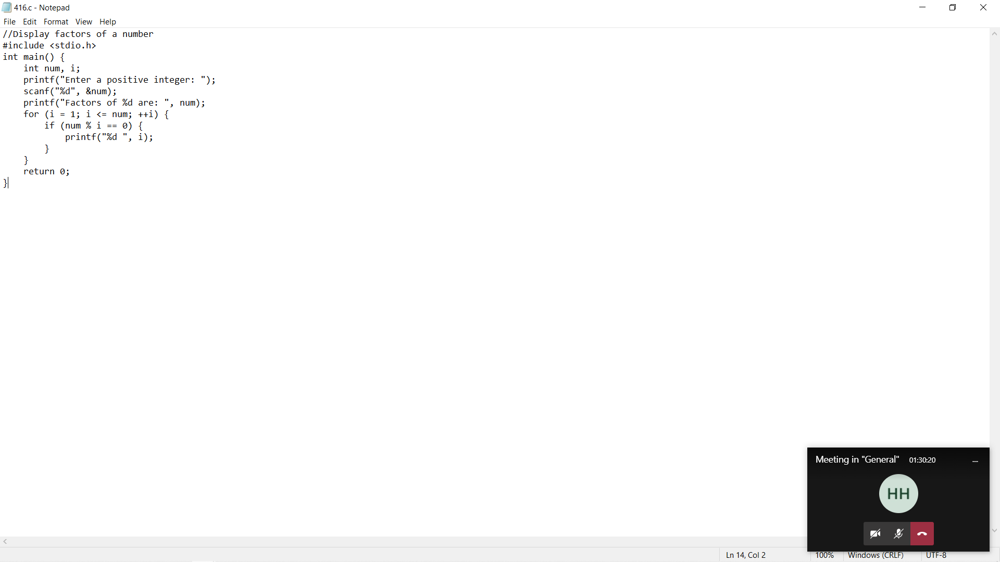 416.c - Notepad
File Edit Format View Help
//Display factors of a number
#include <stdio.h>
int main() {
    int num, i;
    printf("Enter a positive integer: ");
    scanf("%d", &num);
    printf("Factors of %d are: ", num);
    for (i = 1; i <= num; ++i) {
        if (num % i == 0) {
            printf("%d ", i);
        }
    }
    return 0;
}
Meeting in "General" 01:30:20
HH
Ln 14, Col 2 100% Windows (CRLF) UTF-8